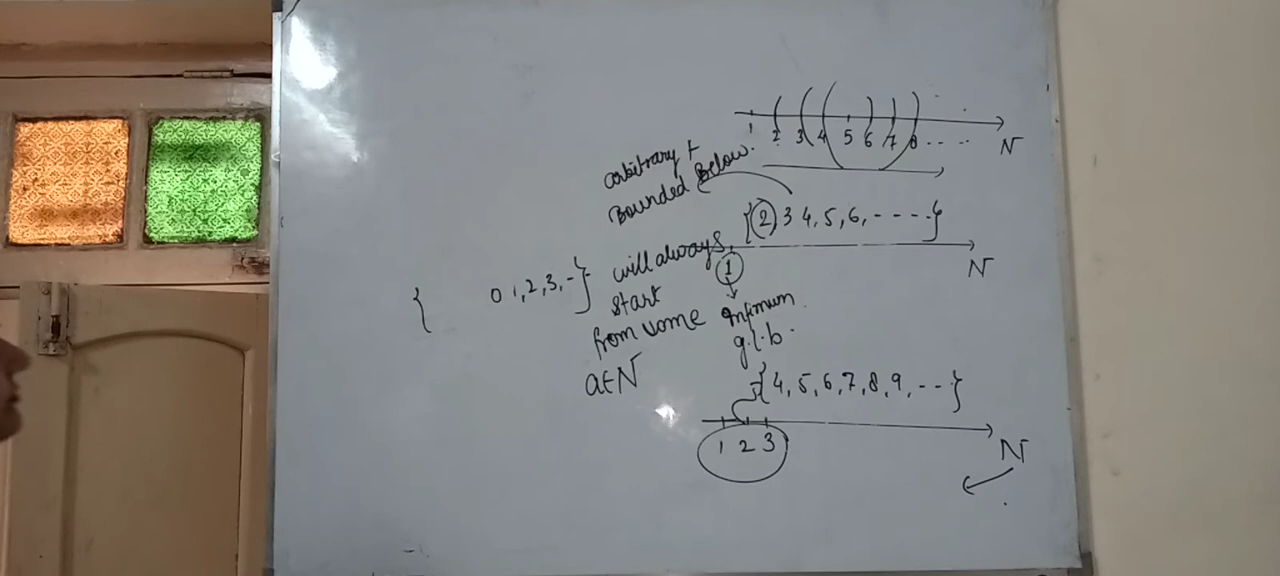 1 2 3 4 5 6 7 8 .... ..
N
arbitrary +
Bounded Below.
{2, 3 4, 5, 6, - - - - }
N
{ 0 1, 2, 3, - }
will always
start
from some
a ∈ N
1
infimum
g.l.b.
{4, 5, 6, 7, 8, 9, - - - }
1 2 3
N